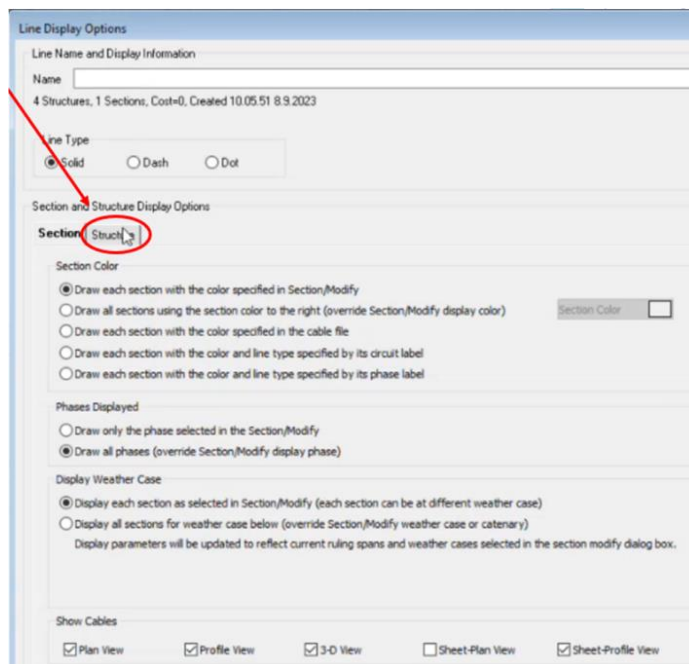 Line Display Options
Line Name and Display Information
Name
4 Structures, 1 Sections, Cost=0, Created 10.05.51 8.9.2023
Line Type
Solid Dash Dot
Section and Structure Display Options
Section Structure
Section Color
Draw each section with the color specified in Section/Modify
Draw all sections using the section color to the right (override Section/Modify display color) Section Color
Draw each section with the color specified in the cable file
Draw each section with the color and line type specified by its circuit label
Draw each section with the color and line type specified by its phase label
Phases Displayed
Draw only the phase selected in the Section/Modify
Draw all phases (override Section/Modify display phase)
Display Weather Case
Display each section as selected in Section/Modify (each section can be at different weather case)
Display all sections for weather case below (override Section/Modify weather case or catenary)
Display parameters will be updated to reflect current ruling spans and weather cases selected in the section modify dialog box.
Show Cables
Plan View Profile View 3-D View Sheet-Plan View Sheet-Profile View